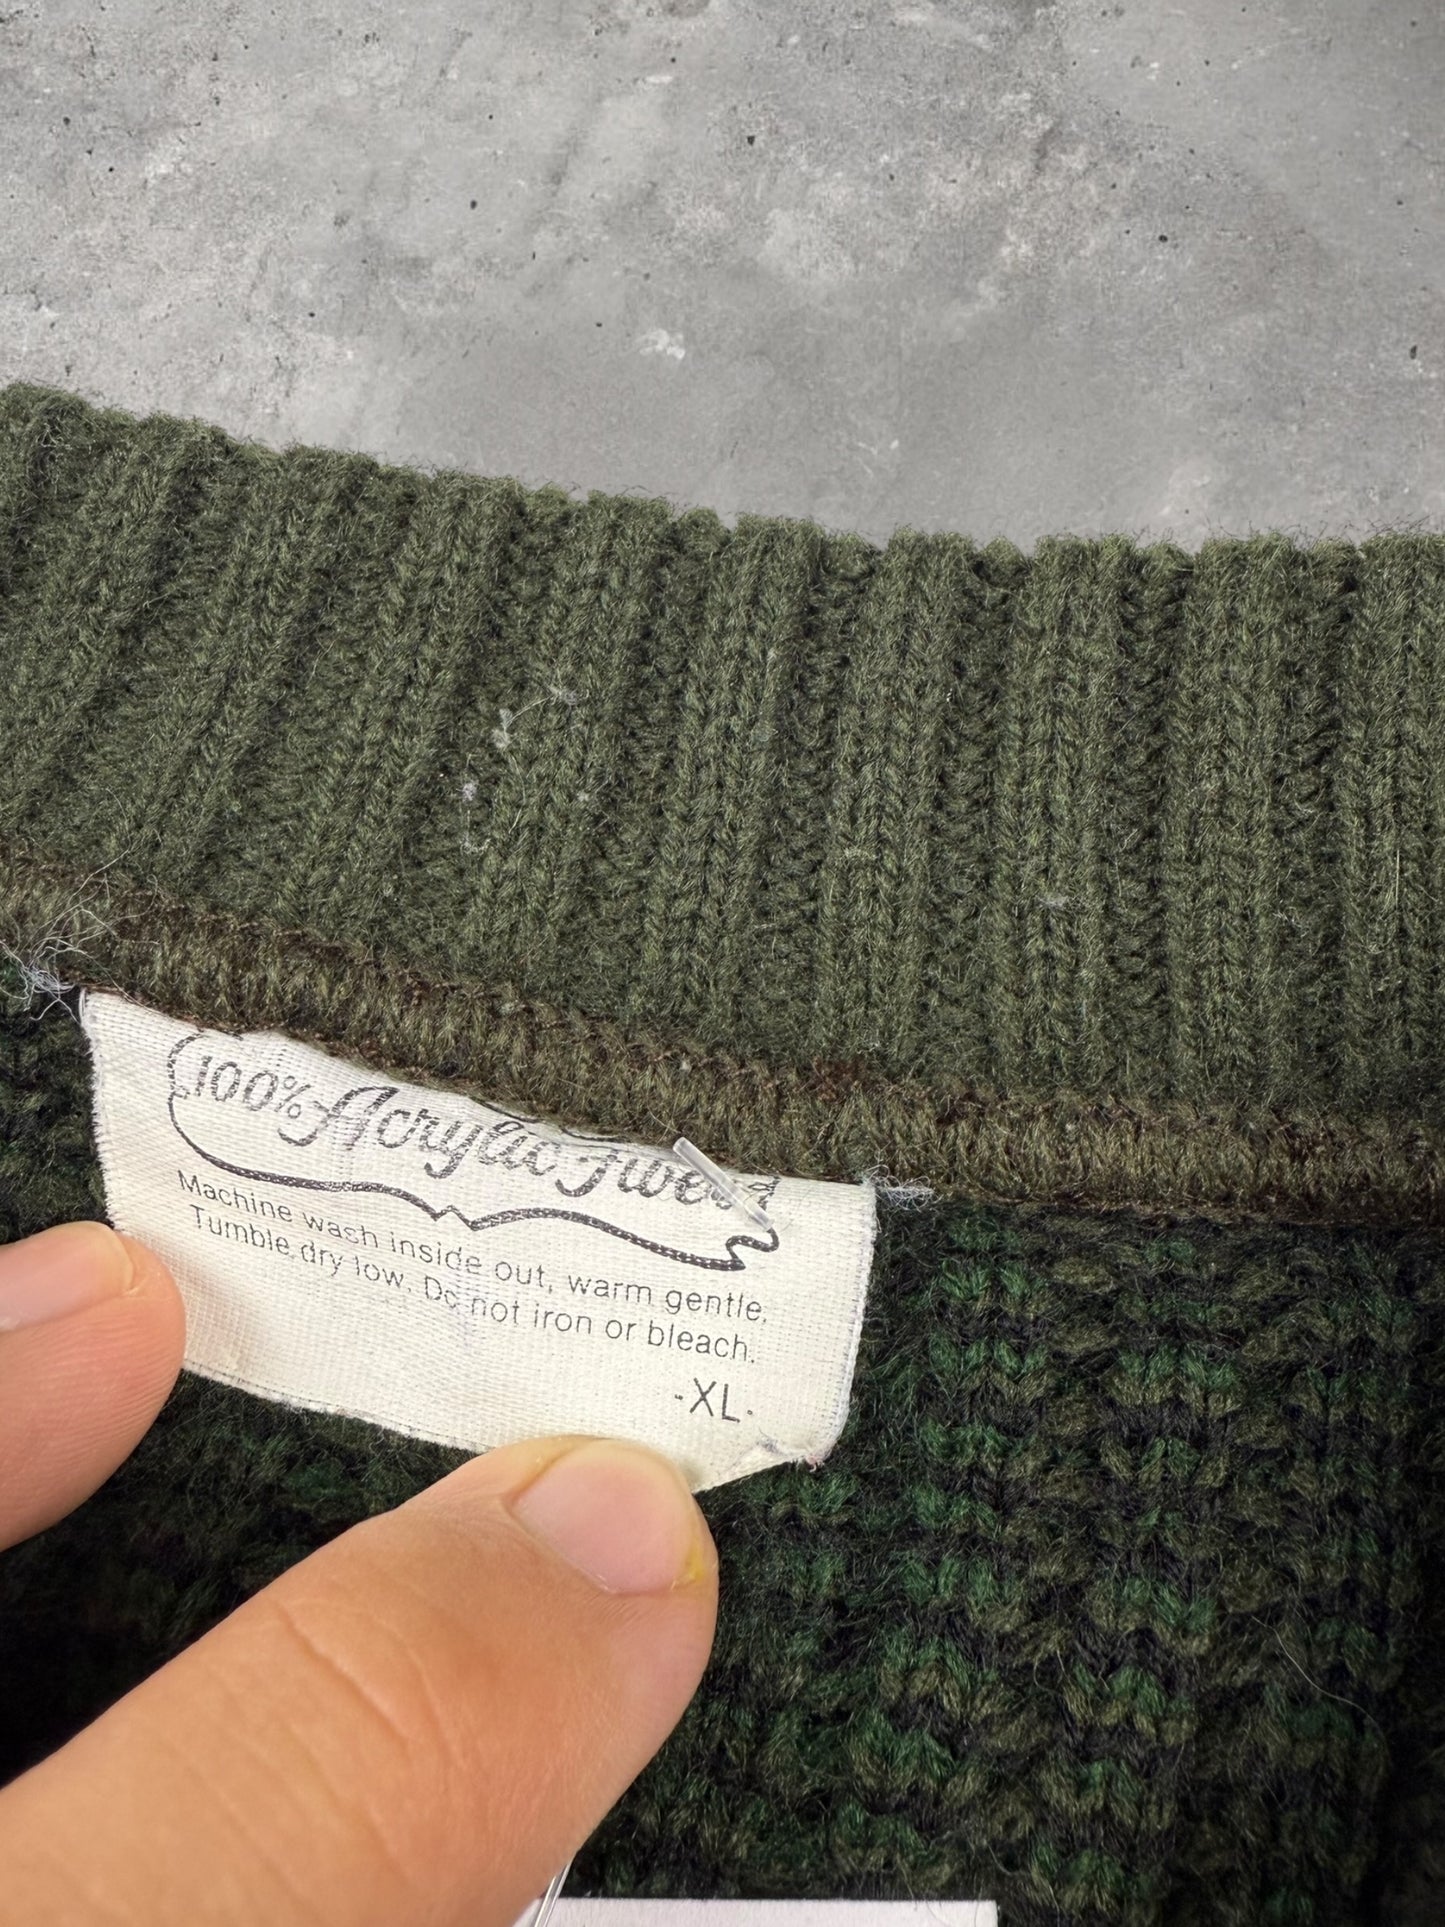 100% Acrylic Tweed
Machine wash inside out, warm gentle.
Tumble dry low. Do not iron or bleach.
-XL-